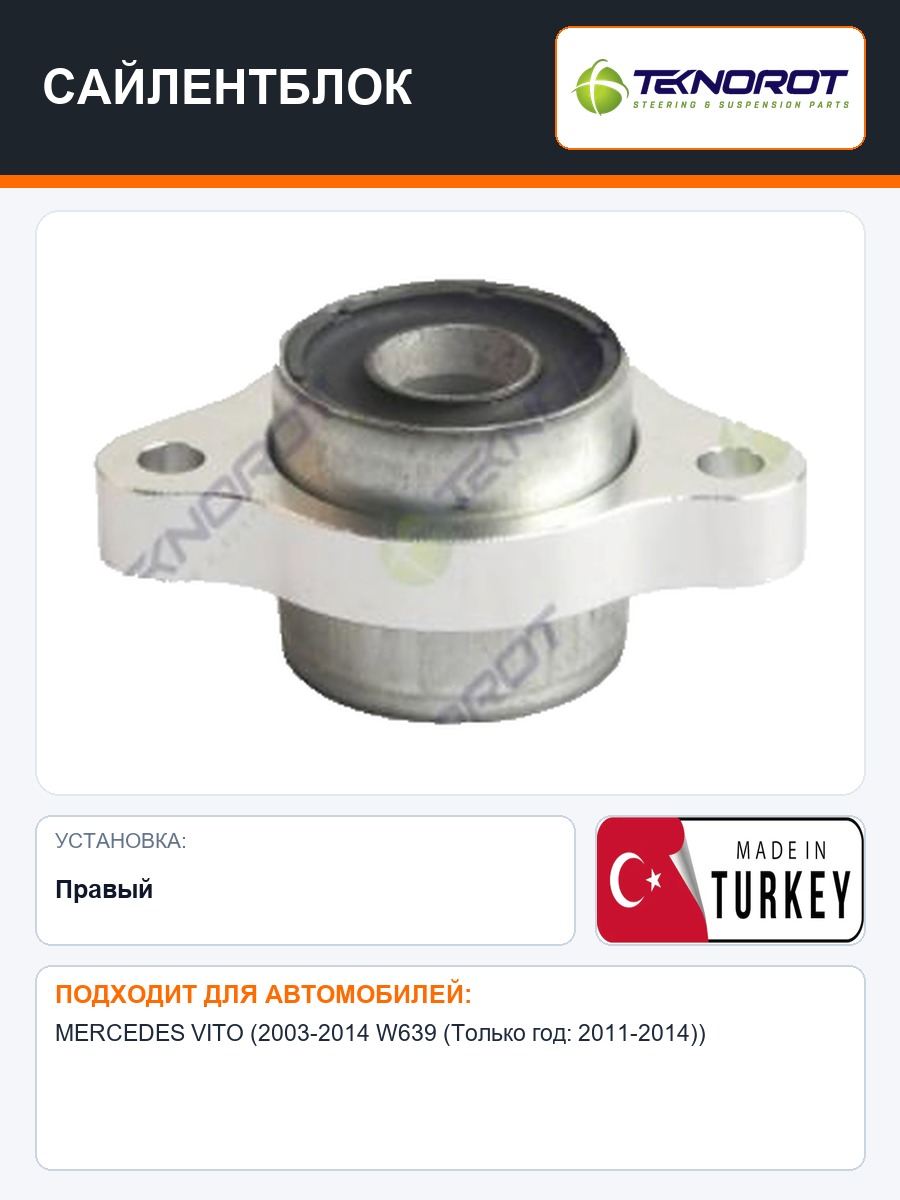 САЙЛЕНТБЛОК
TEKNOROT
STEERING & SUSPENSION PARTS
TEKNOROT
УСТАНОВКА:
Правый
MADE IN
TURKEY
ПОДХОДИТ ДЛЯ АВТОМОБИЛЕЙ:
MERCEDES VITO (2003-2014 W639 (Только год: 2011-2014))